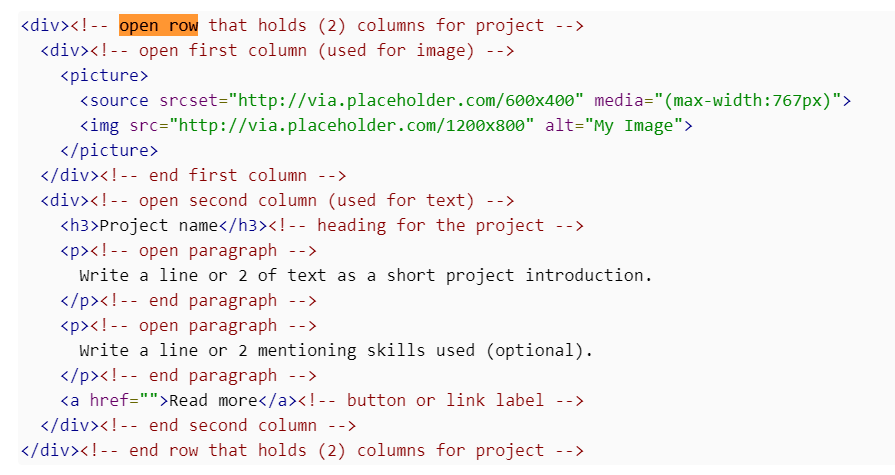 <div><!-- open row that holds (2) columns for project -->
  <div><!-- open first column (used for image) -->
    <picture>
      <source srcset="http://via.placeholder.com/600x400" media="(max-width:767px)">
      <img src="http://via.placeholder.com/1200x800" alt="My Image">
    </picture>
  </div><!-- end first column -->
  <div><!-- open second column (used for text) -->
    <h3>Project name</h3><!-- heading for the project -->
    <p><!-- open paragraph -->
      Write a line or 2 of text as a short project introduction.
    </p><!-- end paragraph -->
    <p><!-- open paragraph -->
      Write a line or 2 mentioning skills used (optional).
    </p><!-- end paragraph -->
    <a href="">Read more</a><!-- button or link label -->
  </div><!-- end second column -->
</div><!-- end row that holds (2) columns for project -->